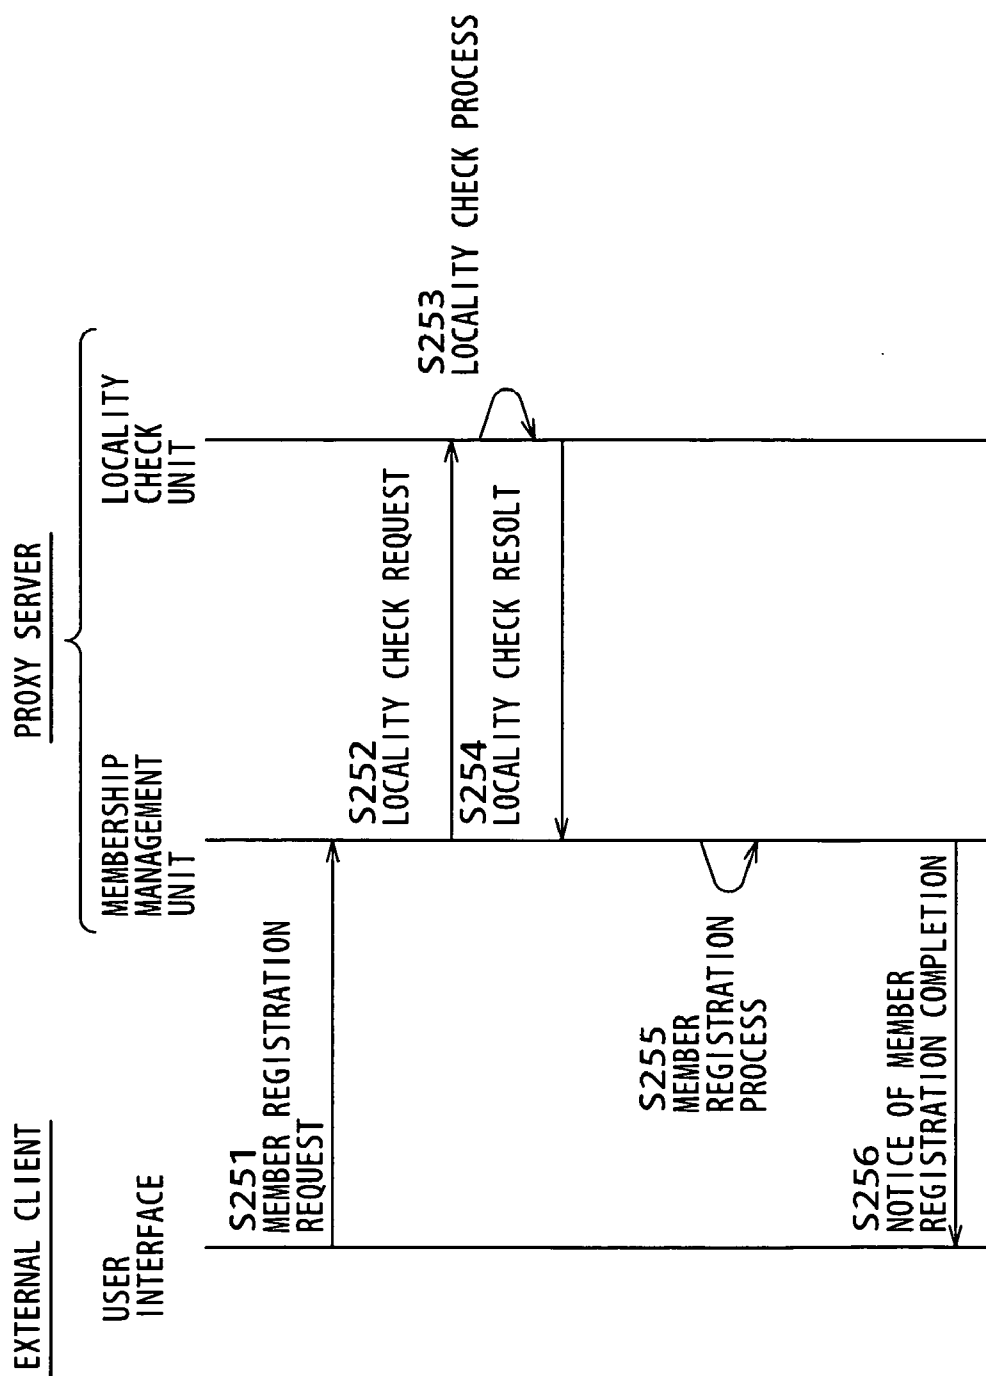 EXTERNAL CLIENT
PROXY SERVER
USER
INTERFACE
MEMBERSHIP
MANAGEMENT
UNIT
LOCALITY
CHECK
UNIT
S251
MEMBER REGISTRATION
REQUEST
S252
LOCALITY CHECK REQUEST
S253
LOCALITY CHECK PROCESS
S254
LOCALITY CHECK RESOLT
S255
MEMBER
REGISTRATION
PROCESS
S256
NOTICE OF MEMBER
REGISTRATION COMPLETION